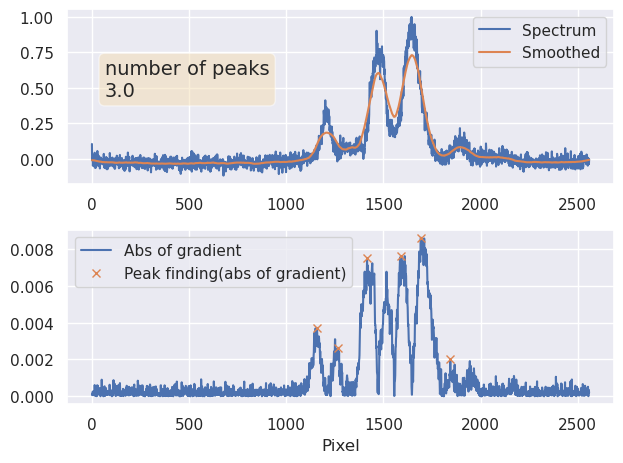 1.00
0.75
0.50
0.25
0.00
number of peaks
3.0
Spectrum
Smoothed
0 500 1000 1500 2000 2500
0.008
0.006
0.004
0.002
0.000
Abs of gradient
Peak finding(abs of gradient)
0 500 1000 1500 2000 2500
Pixel